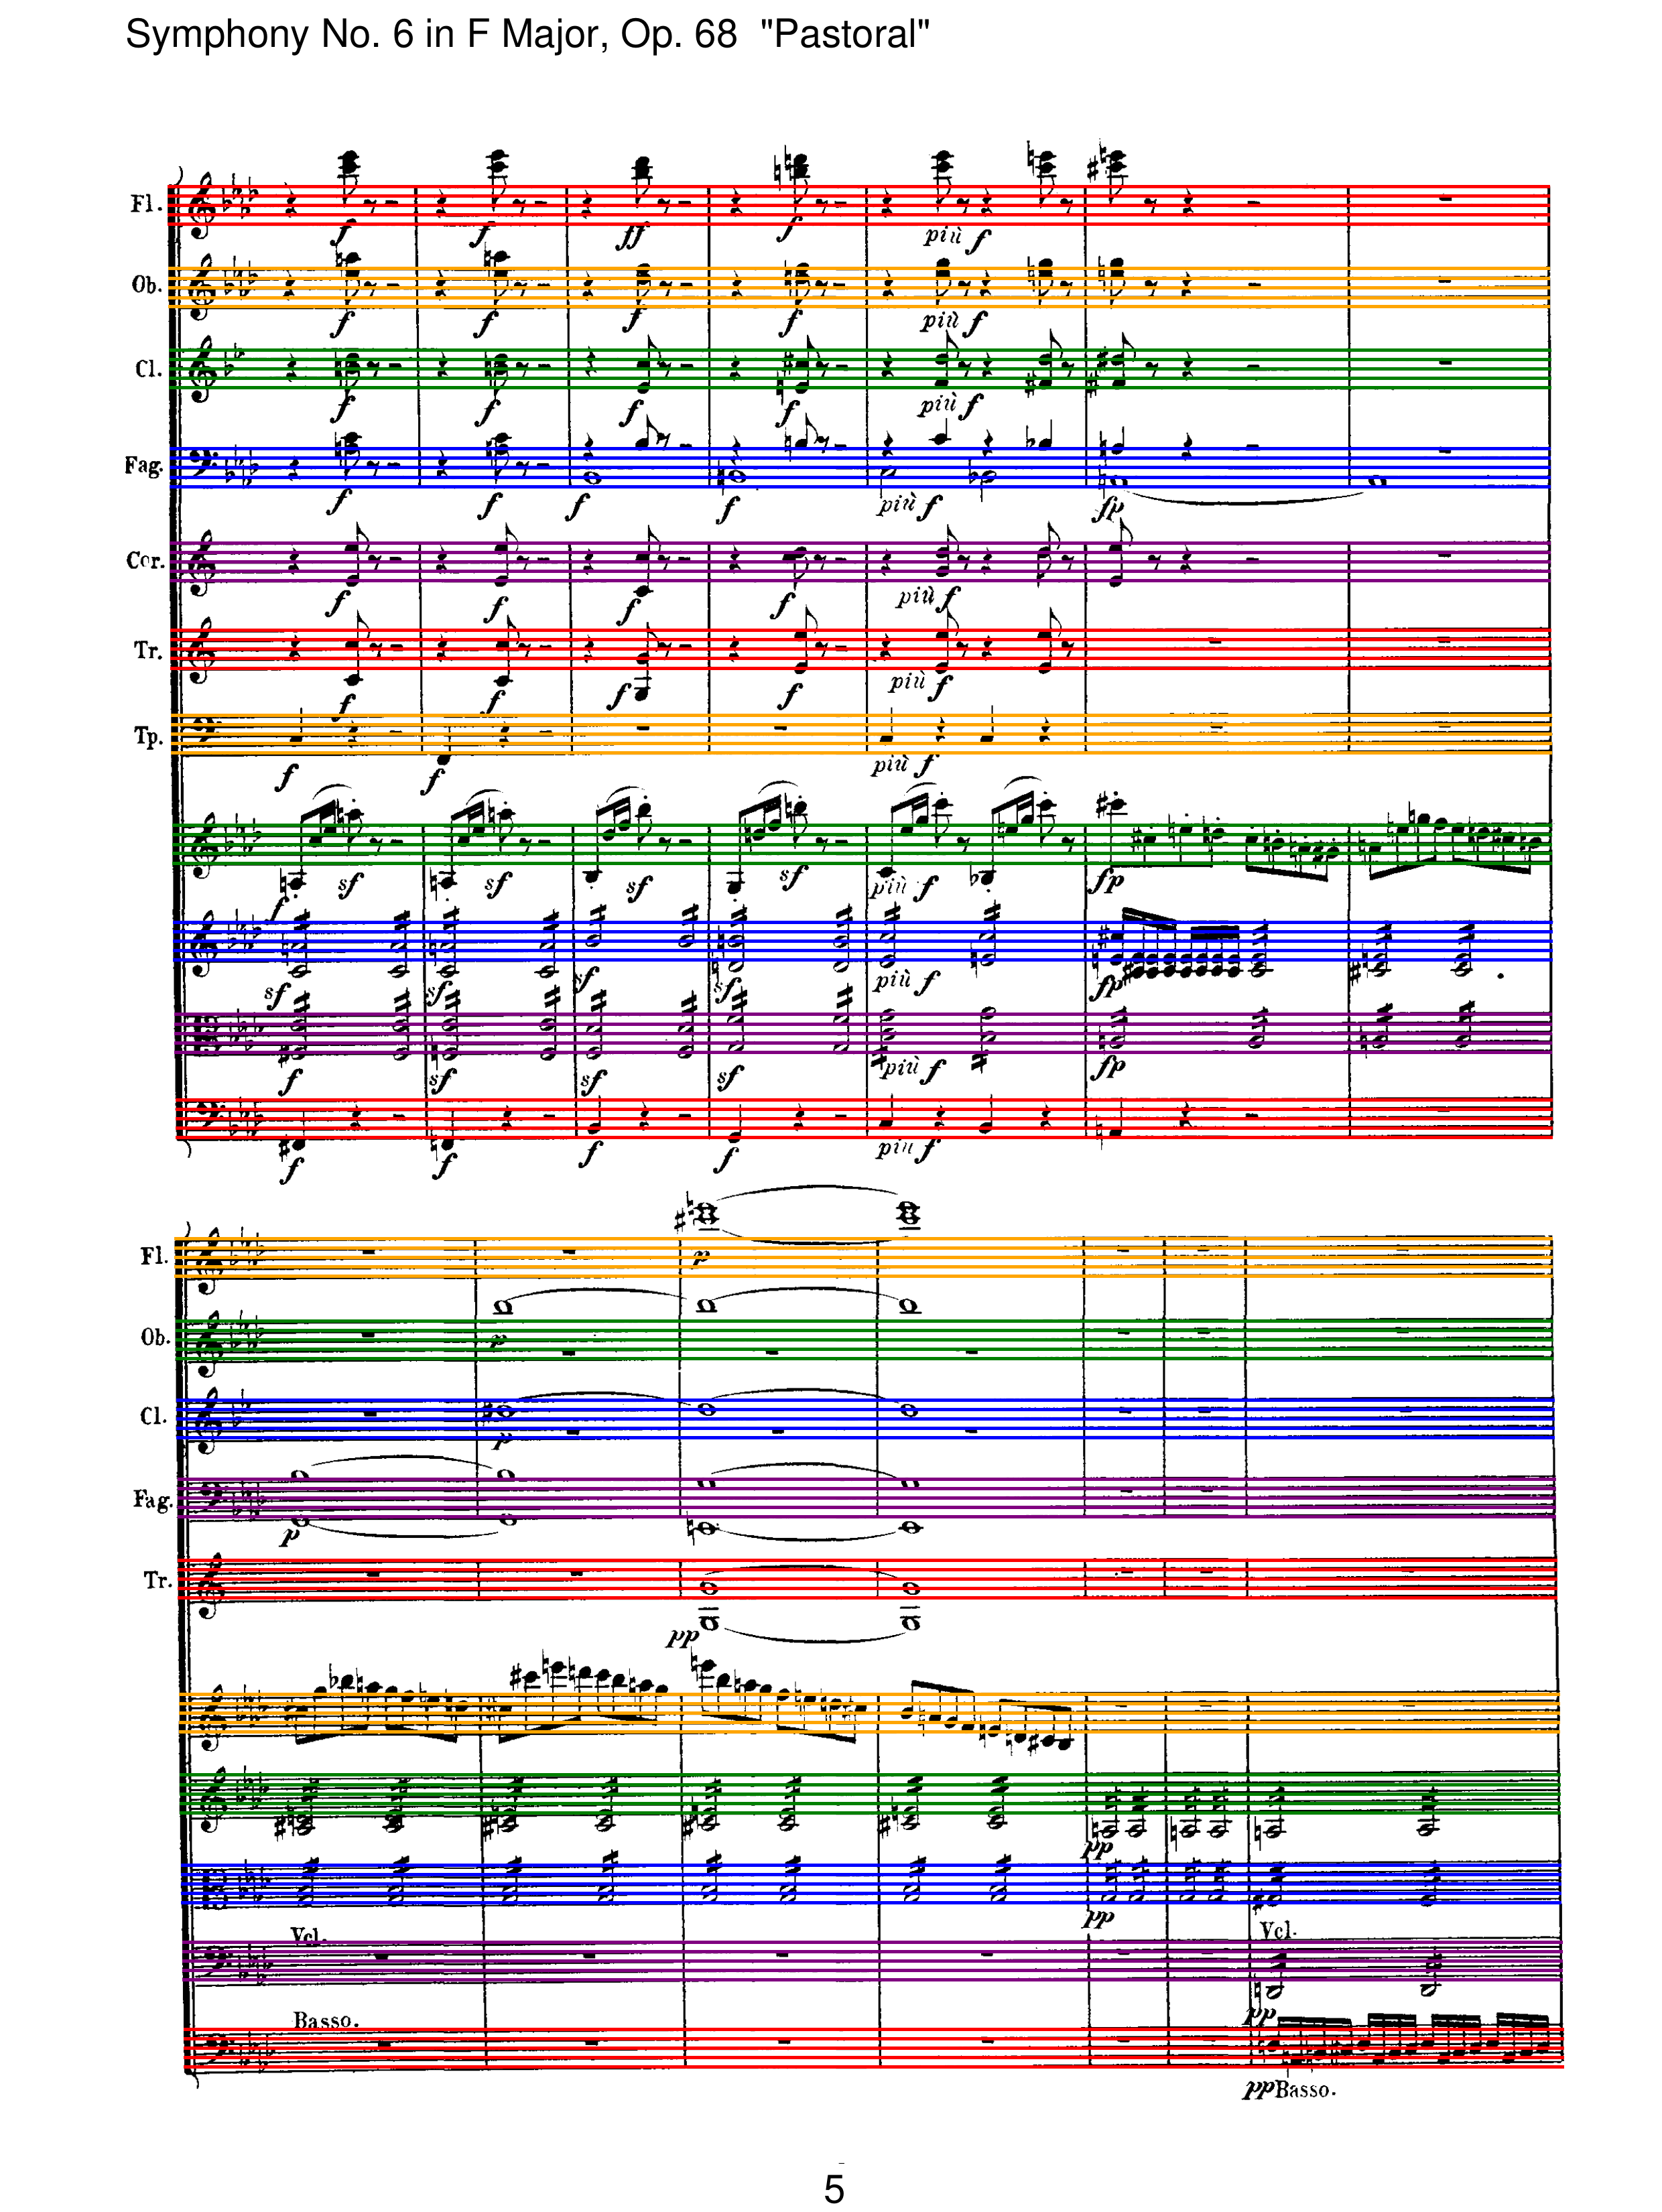 Symphony No. 6 in F Major, Op. 68 "Pastoral"
Fl.
f f ff f più f
Ob.
f f f f più f
Cl.
f f f f più f
Fag.
f f f f più f fp
Cor.
f f f f più f
Tr.
f f f f più f
Tp.
f f più f
f sf sf sf sf più f fp
sf sf sf sf più f fp
f sf sf sf più f fp
f f f f più f
Fl.
p
Ob.
p
Cl.
p
Fag.
p
Tr.
pp
pp
pp
Vcl. Vcl.
pp
Basso.
pp Basso.
5